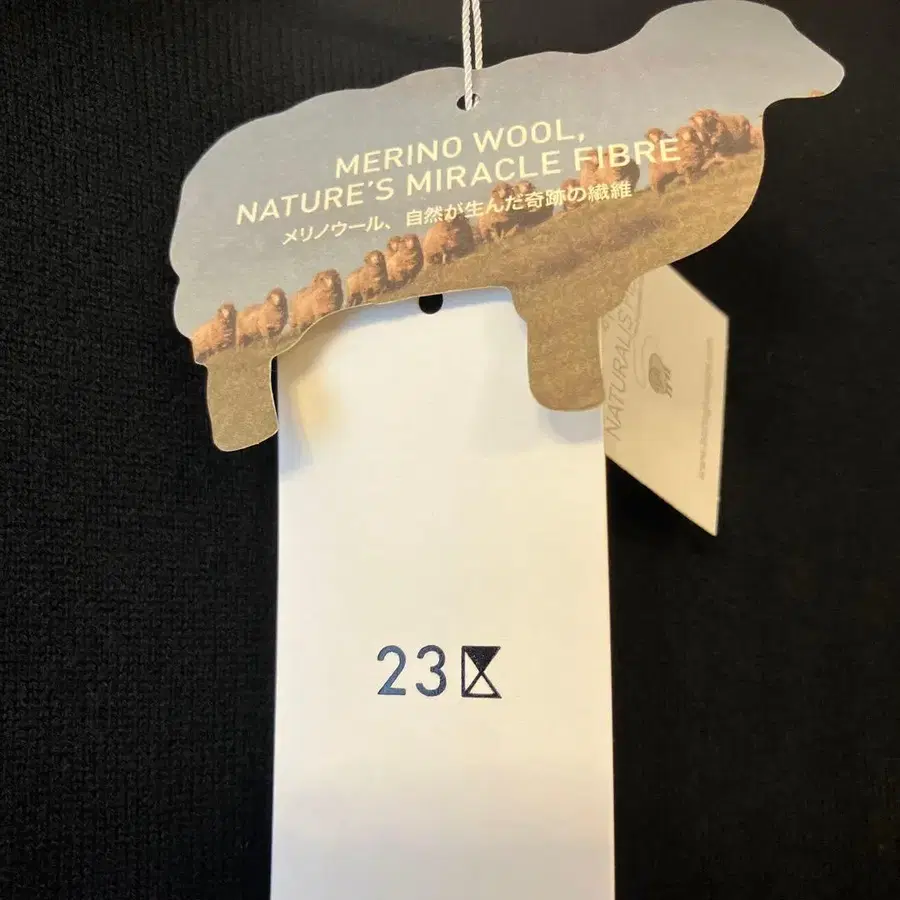 MERINO WOOL,
NATURE'S MIRACLE FIBRE
メリノウール、自然が生んだ奇跡の繊維
NATURALIS
23